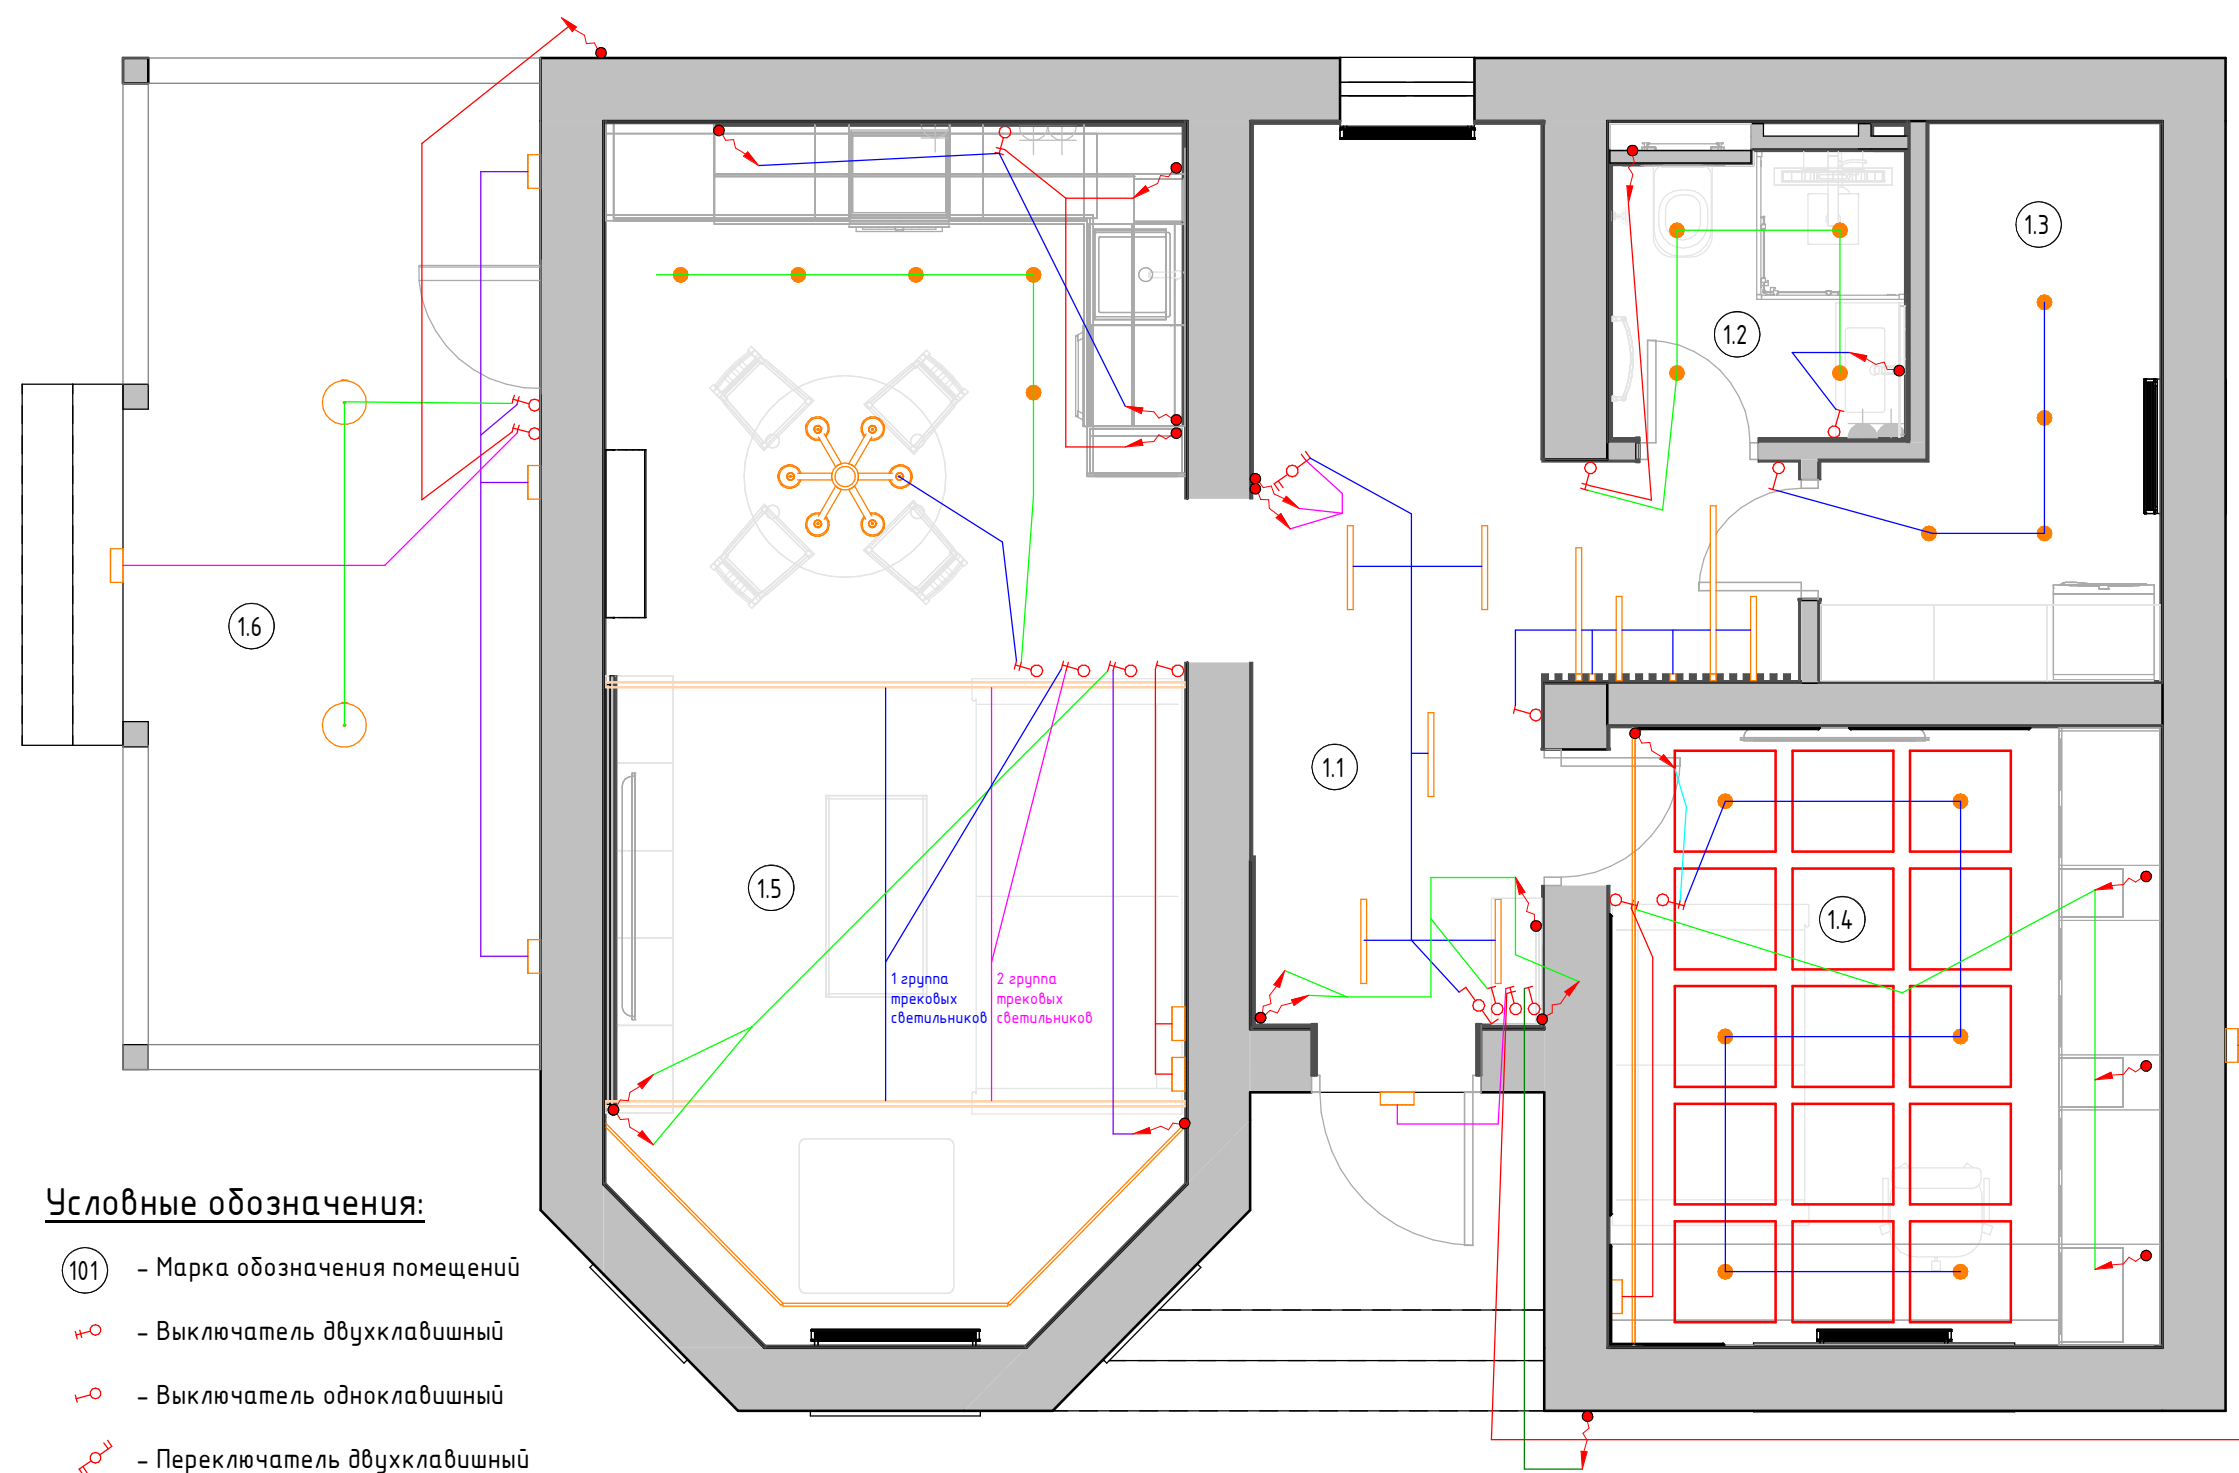 1.3
1.2
1.6
1.1
1.5
1.4
1 группа
трековых
светильников
2 группа
трековых
светильников
Условные обозначения:
101 - Марка обозначения помещений
- Выключатель двухклавишный
- Выключатель одноклавишный
- Переключатель двухклавишный